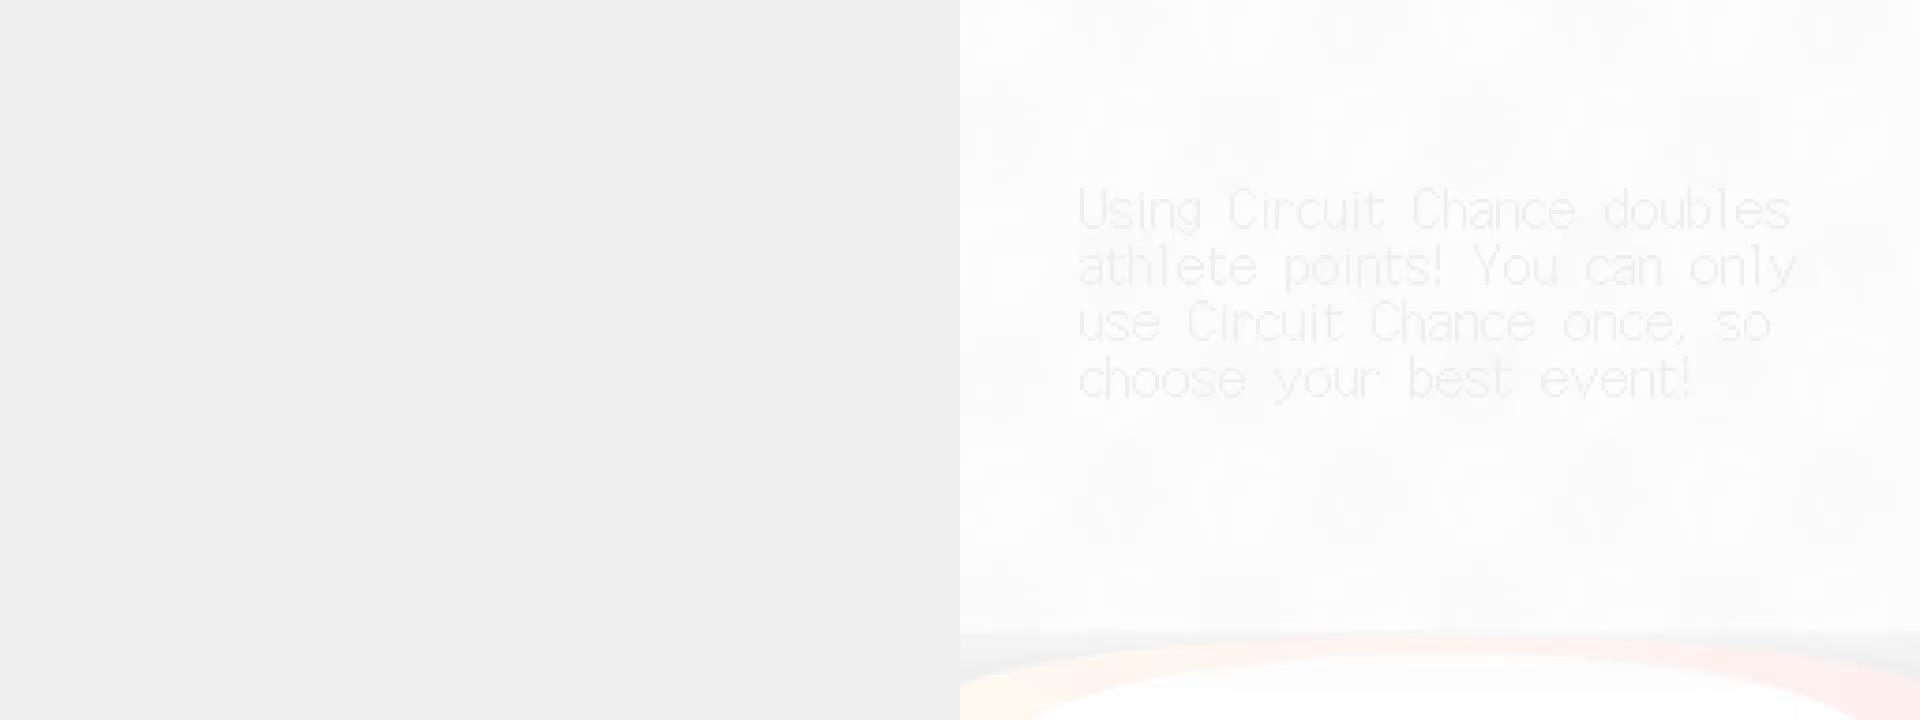 Using Circuit Chance doubles
athlete points! You can only
use Circuit Chance once, so
choose your best event!